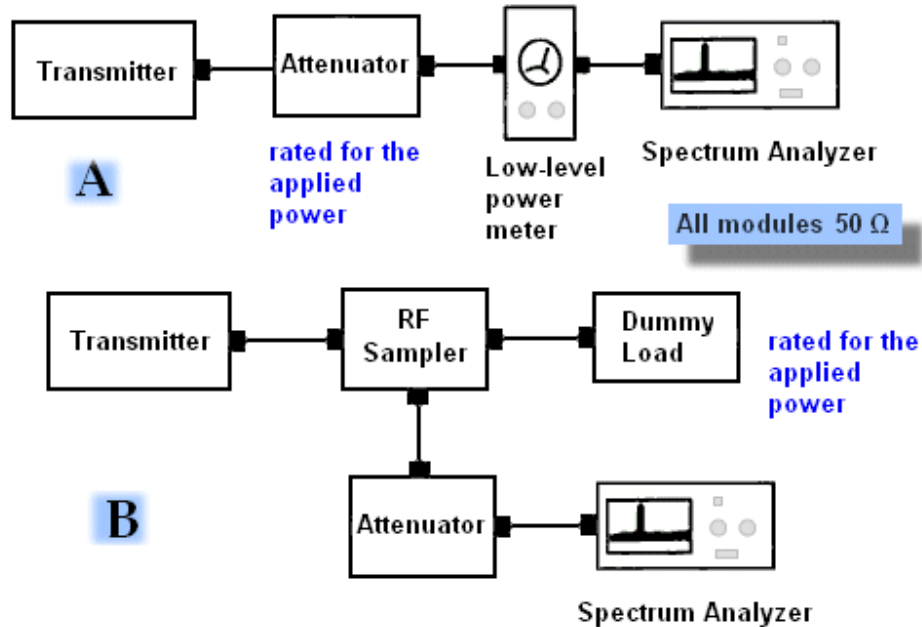 Transmitter
Attenuator
rated for the
applied
power
Low-level
power
meter
Spectrum Analyzer
A
All modules 50 Ω
Transmitter
RF
Sampler
Dummy
Load
rated for the
applied
power
B
Attenuator
Spectrum Analyzer